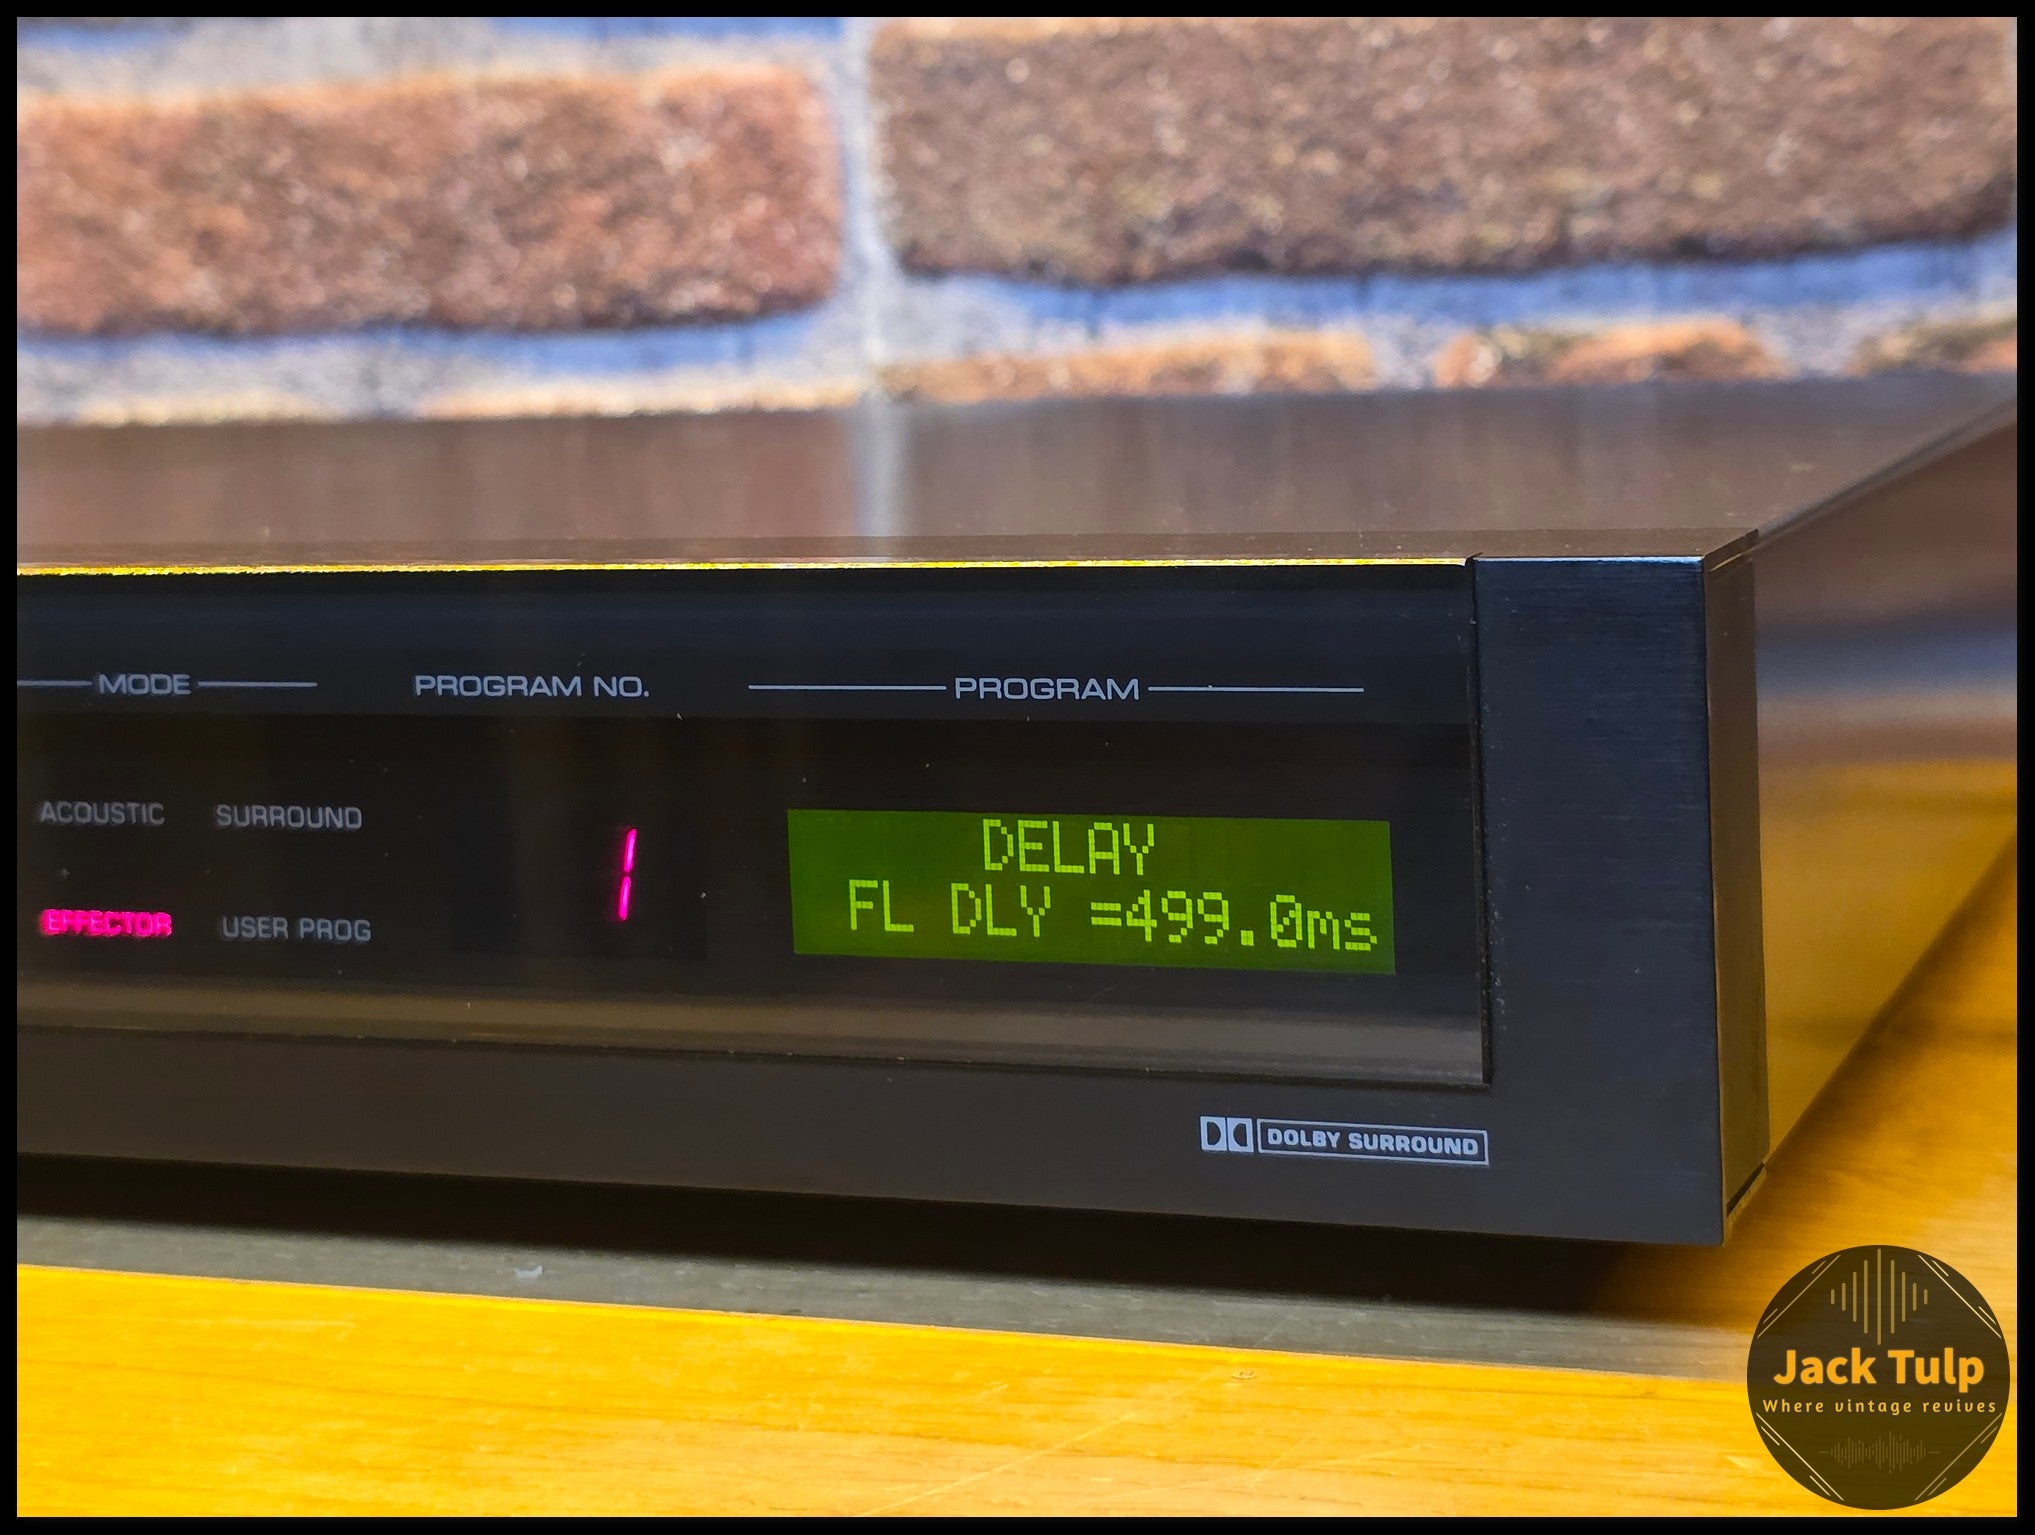 MODE
PROGRAM NO.
PROGRAM
ACOUSTIC SURROUND
EFFECTOR USER PROG
1
DELAY
FL DLY =499.0ms
DOLBY SURROUND
Jack Tulp
Where vintage revives